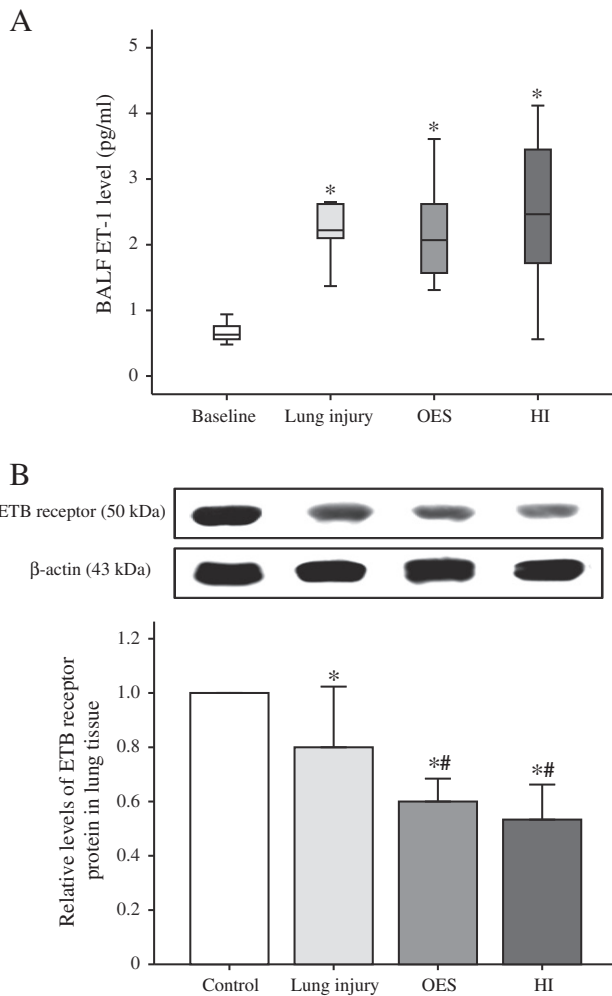 A
BALF ET-1 level (pg/ml)
5
4
3
2
1
0
*
*
*
Baseline
Lung injury
OES
HI
B
ETB receptor (50 kDa)
β-actin (43 kDa)
Relative levels of ETB receptor
protein in lung tissue
1.2
1.0
0.8
0.6
0.4
0.2
0
*
*#
*#
Control
Lung injury
OES
HI